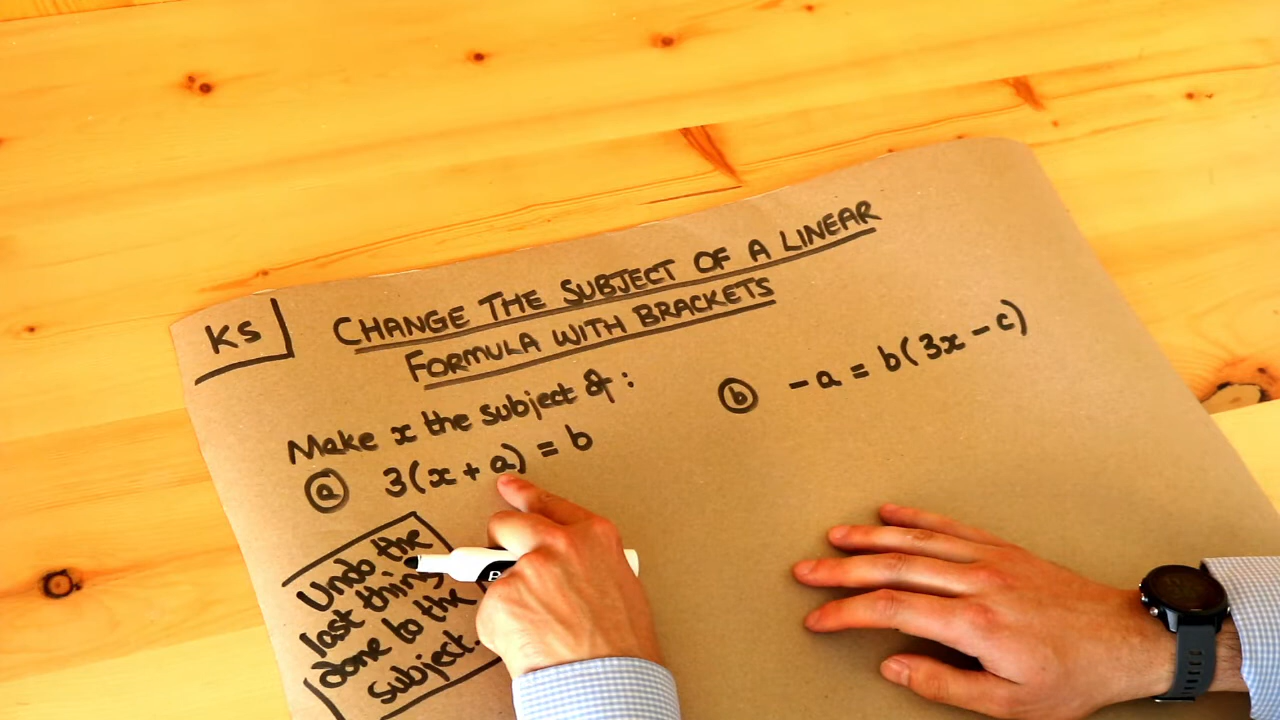 KS
CHANGE THE SUBJECT OF A LINEAR
FORMULA WITH BRACKETS
Make x the subject of :
ⓐ 3(x + a) = b
ⓑ -a = b(3x - c)
Undo the
last thing
done to the
subject.